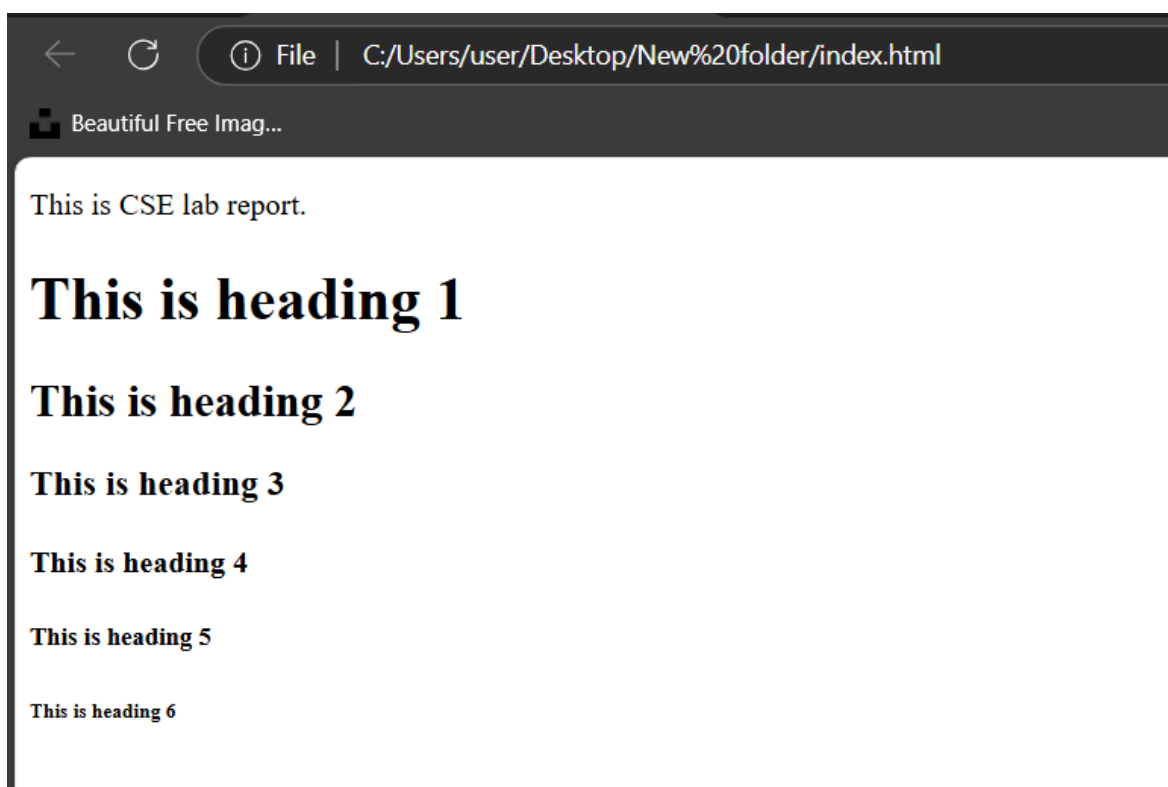 File | C:/Users/user/Desktop/New%20folder/index.html
Beautiful Free Imag...
This is CSE lab report.
This is heading 1
This is heading 2
This is heading 3
This is heading 4
This is heading 5
This is heading 6